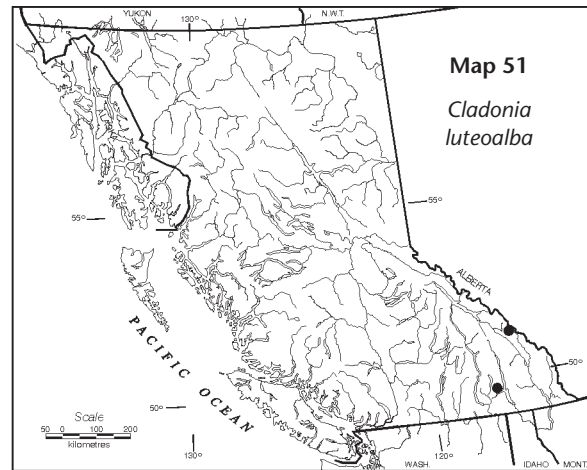 YUKON
130°
N.W.T.
Map 51
Cladonia
luteoalba
55°
55°
ALBERTA
PACIFIC OCEAN
50°
50°
Scale
50 0 100 200
kilometres
130°
WASH.
120°
IDAHO
MONT.